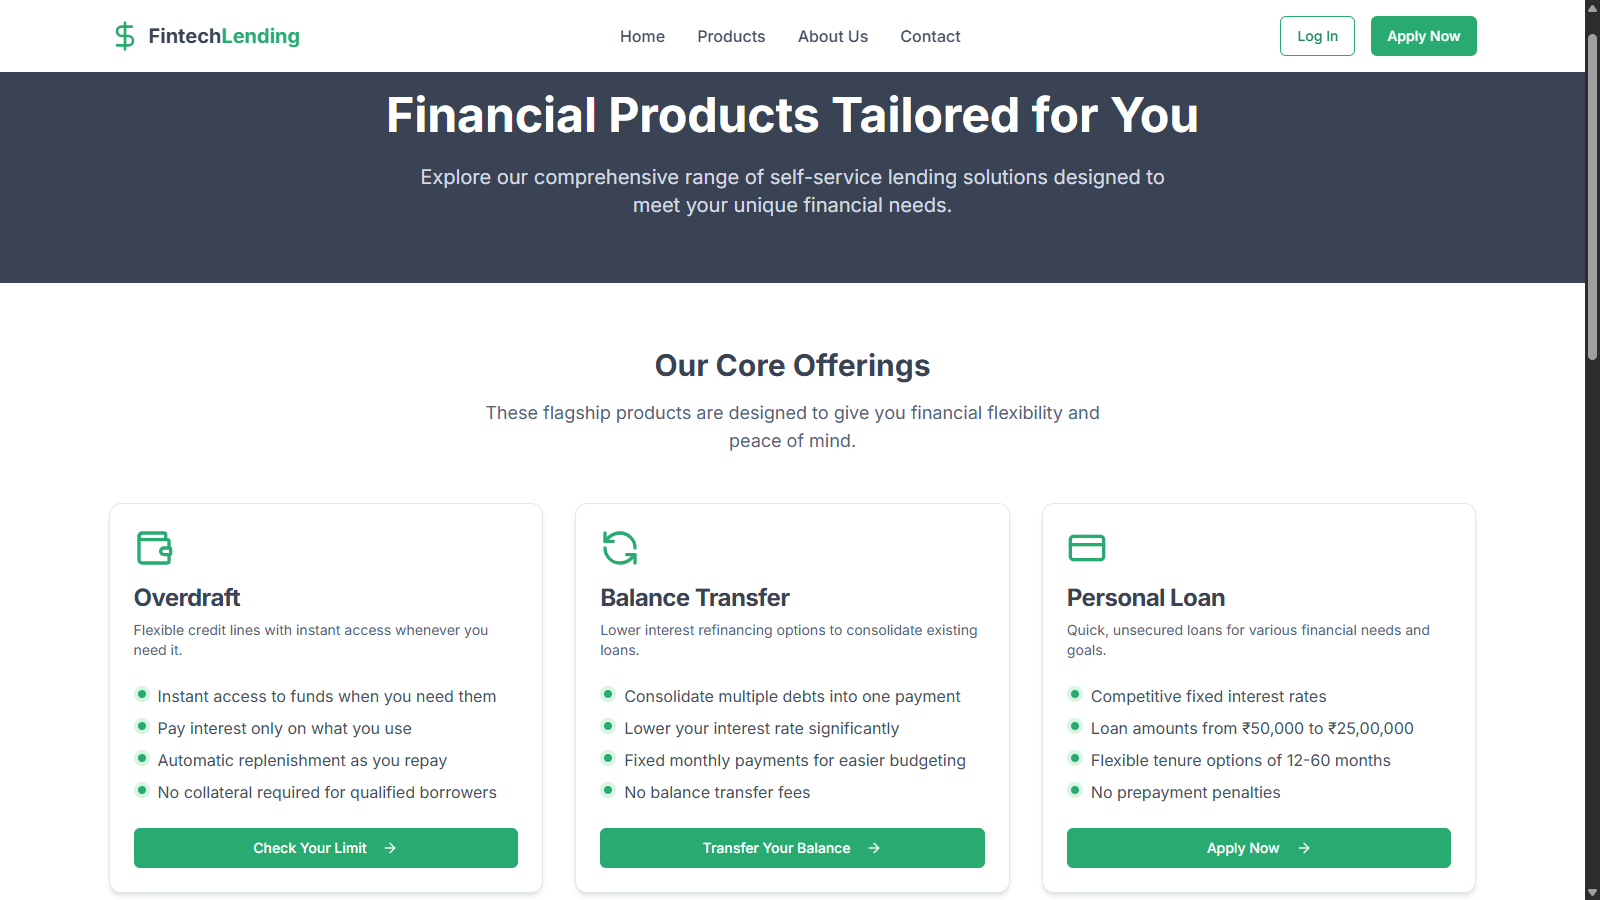 FintechLending
Home
Products
About Us
Contact
Log In
Apply Now
Financial Products Tailored for You
Explore our comprehensive range of self-service lending solutions designed to
meet your unique financial needs.
Our Core Offerings
These flagship products are designed to give you financial flexibility and
peace of mind.
Overdraft
Flexible credit lines with instant access whenever you
need it.
Instant access to funds when you need them
Pay interest only on what you use
Automatic replenishment as you repay
No collateral required for qualified borrowers
Check Your Limit
Balance Transfer
Lower interest refinancing options to consolidate existing
loans.
Consolidate multiple debts into one payment
Lower your interest rate significantly
Fixed monthly payments for easier budgeting
No balance transfer fees
Transfer Your Balance
Personal Loan
Quick, unsecured loans for various financial needs and
goals.
Competitive fixed interest rates
Loan amounts from ₹50,000 to ₹25,00,000
Flexible tenure options of 12-60 months
No prepayment penalties
Apply Now